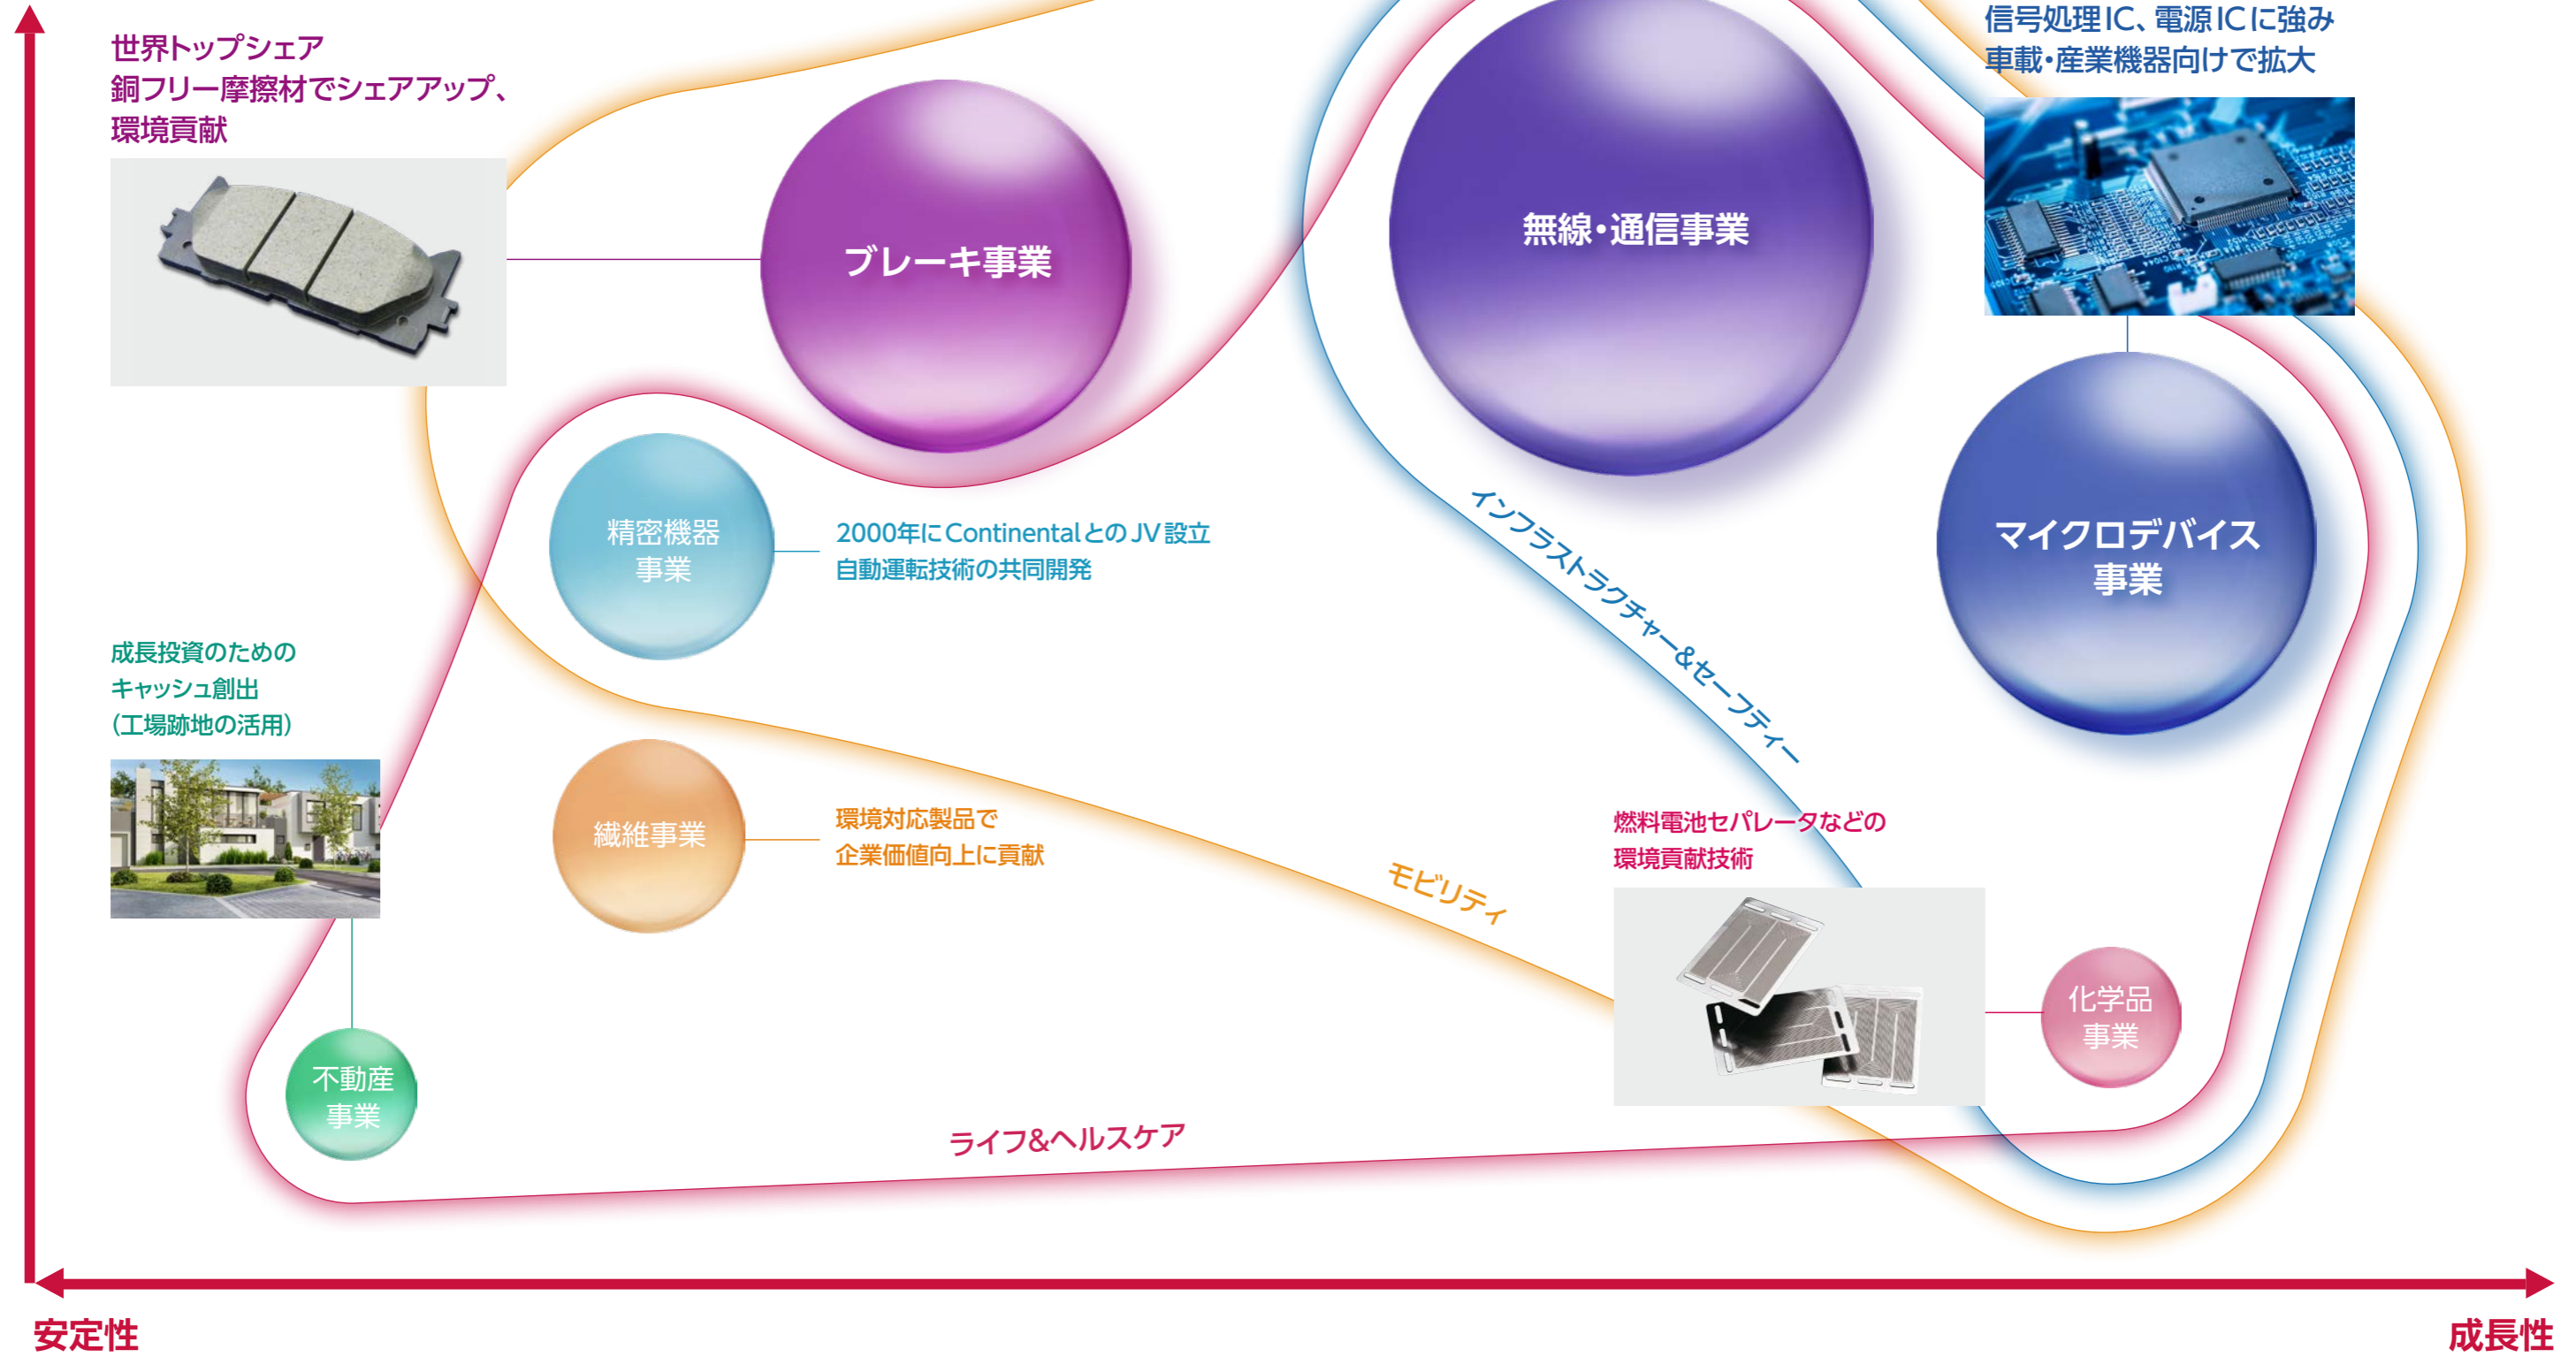 世界トップシェア
銅フリー摩擦材でシェアアップ、
環境貢献
信号処理IC、電源ICに強み
車載・産業機器向けで拡大
ブレーキ事業
無線・通信事業
マイクロデバイス
事業
精密機器
事業
2000年にContinentalとのJV設立
自動運転技術の共同開発
インフラストラクチャー&セーフティー
成長投資のための
キャッシュ創出
(工場跡地の活用)
繊維事業
環境対応製品で
企業価値向上に貢献
モビリティ
燃料電池セパレータなどの
環境貢献技術
化学品
事業
不動産
事業
ライフ&ヘルスケア
安定性
成長性